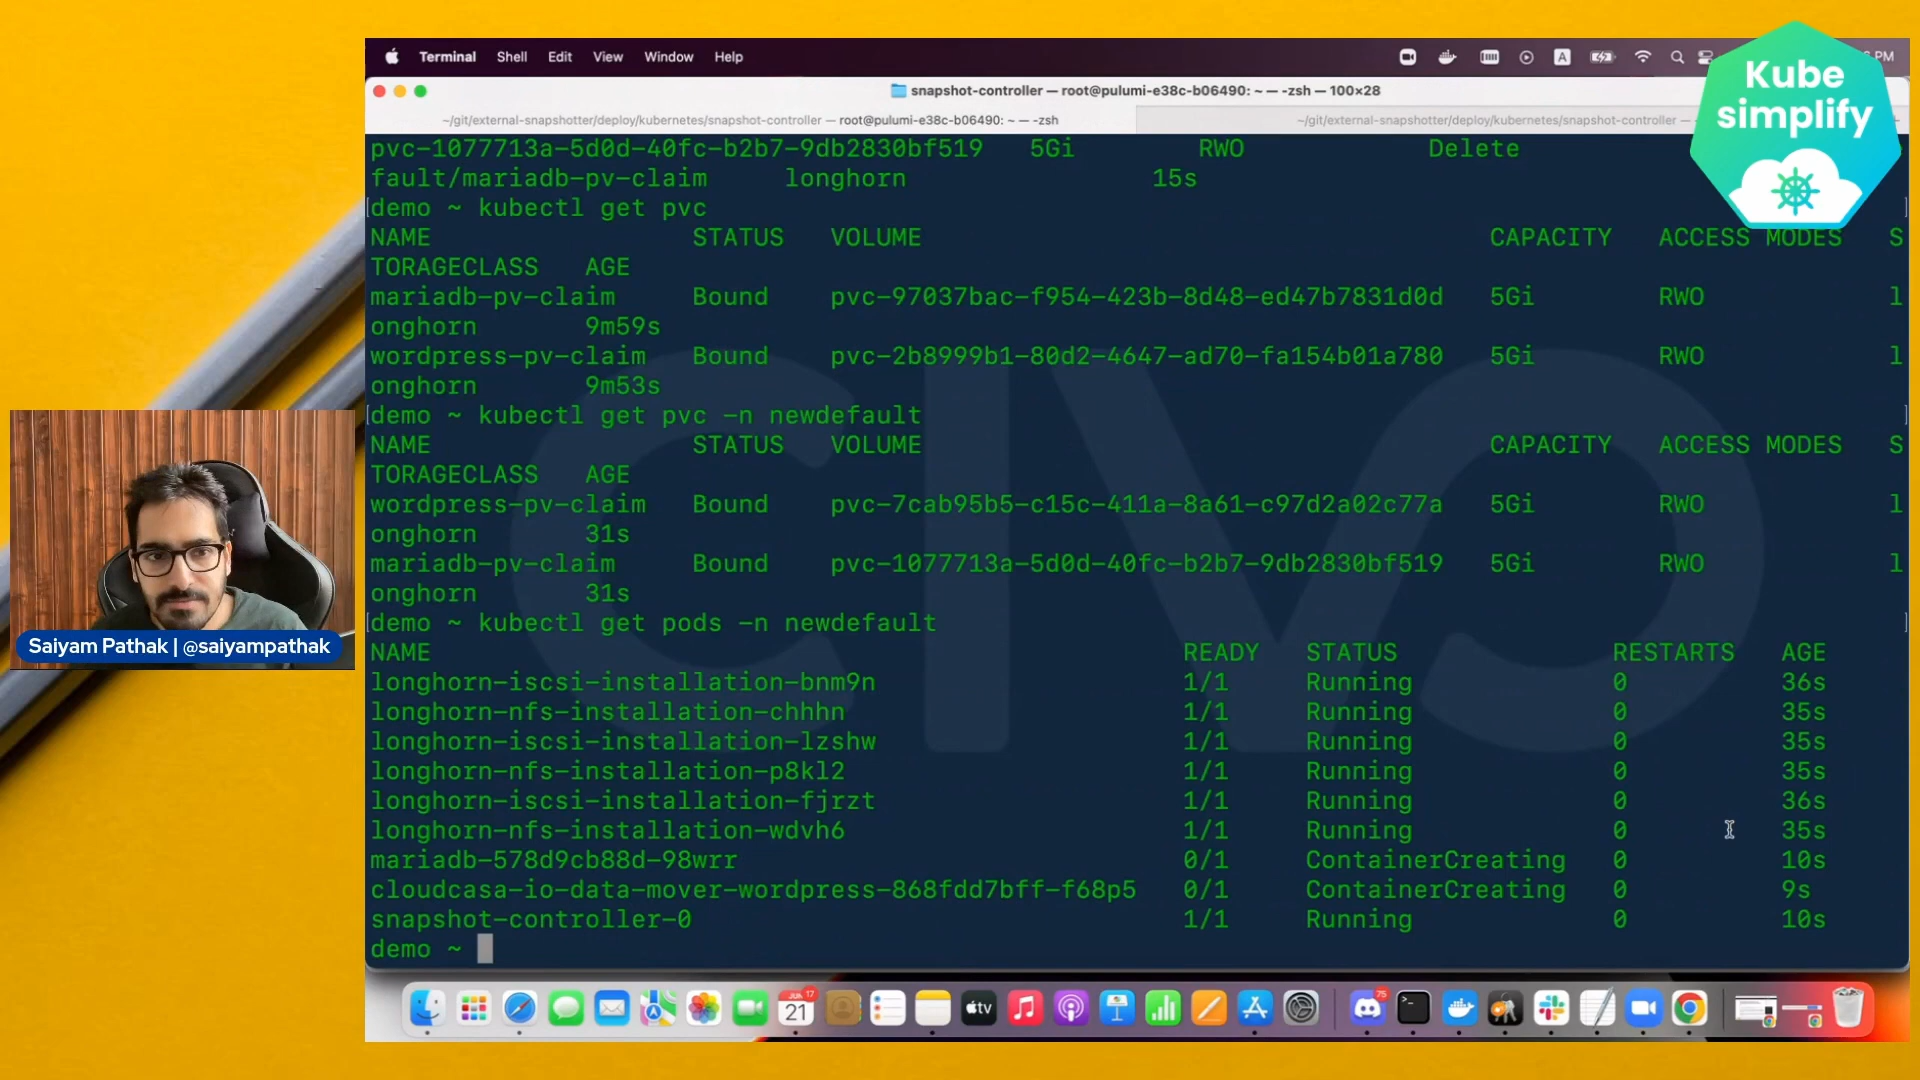 Terminal Shell Edit View Window Help
PM
Kube
simplify
snapshot-controller — root@pulumi-e38c-b06490: ~ — -zsh — 100×28
~/git/external-snapshotter/deploy/kubernetes/snapshot-controller — root@pulumi-e38c-b06490: ~ — -zsh
~/git/external-snapshotter/deploy/kubernetes/snapshot-controller —
pvc-1077713a-5d0d-40fc-b2b7-9db2830bf519 5Gi RWO Delete
fault/mariadb-pv-claim longhorn 15s
demo ~ kubectl get pvc
NAME STATUS VOLUME CAPACITY ACCESS MODES S
TORAGECLASS AGE
mariadb-pv-claim Bound pvc-97037bac-f954-423b-8d48-ed47b7831d0d 5Gi RWO l
onghorn 9m59s
wordpress-pv-claim Bound pvc-2b8999b1-80d2-4647-ad70-fa154b01a780 5Gi RWO l
onghorn 9m53s
demo ~ kubectl get pvc -n newdefault
NAME STATUS VOLUME CAPACITY ACCESS MODES S
TORAGECLASS AGE
wordpress-pv-claim Bound pvc-7cab95b5-c15c-411a-8a61-c97d2a02c77a 5Gi RWO l
onghorn 31s
mariadb-pv-claim Bound pvc-1077713a-5d0d-40fc-b2b7-9db2830bf519 5Gi RWO l
onghorn 31s
demo ~ kubectl get pods -n newdefault
NAME READY STATUS RESTARTS AGE
longhorn-iscsi-installation-bnm9n 1/1 Running 0 36s
longhorn-nfs-installation-chhhn 1/1 Running 0 35s
longhorn-iscsi-installation-lzshw 1/1 Running 0 35s
longhorn-nfs-installation-p8kl2 1/1 Running 0 35s
longhorn-iscsi-installation-fjrzt 1/1 Running 0 36s
longhorn-nfs-installation-wdvh6 1/1 Running 0 35s
mariadb-578d9cb88d-98wrr 0/1 ContainerCreating 0 10s
cloudcasa-io-data-mover-wordpress-868fdd7bff-f68p5 0/1 ContainerCreating 0 9s
snapshot-controller-0 1/1 Running 0 10s
demo ~
CIVO
Saiyam Pathak | @saiyampathak
JUN 17
21
tv
75